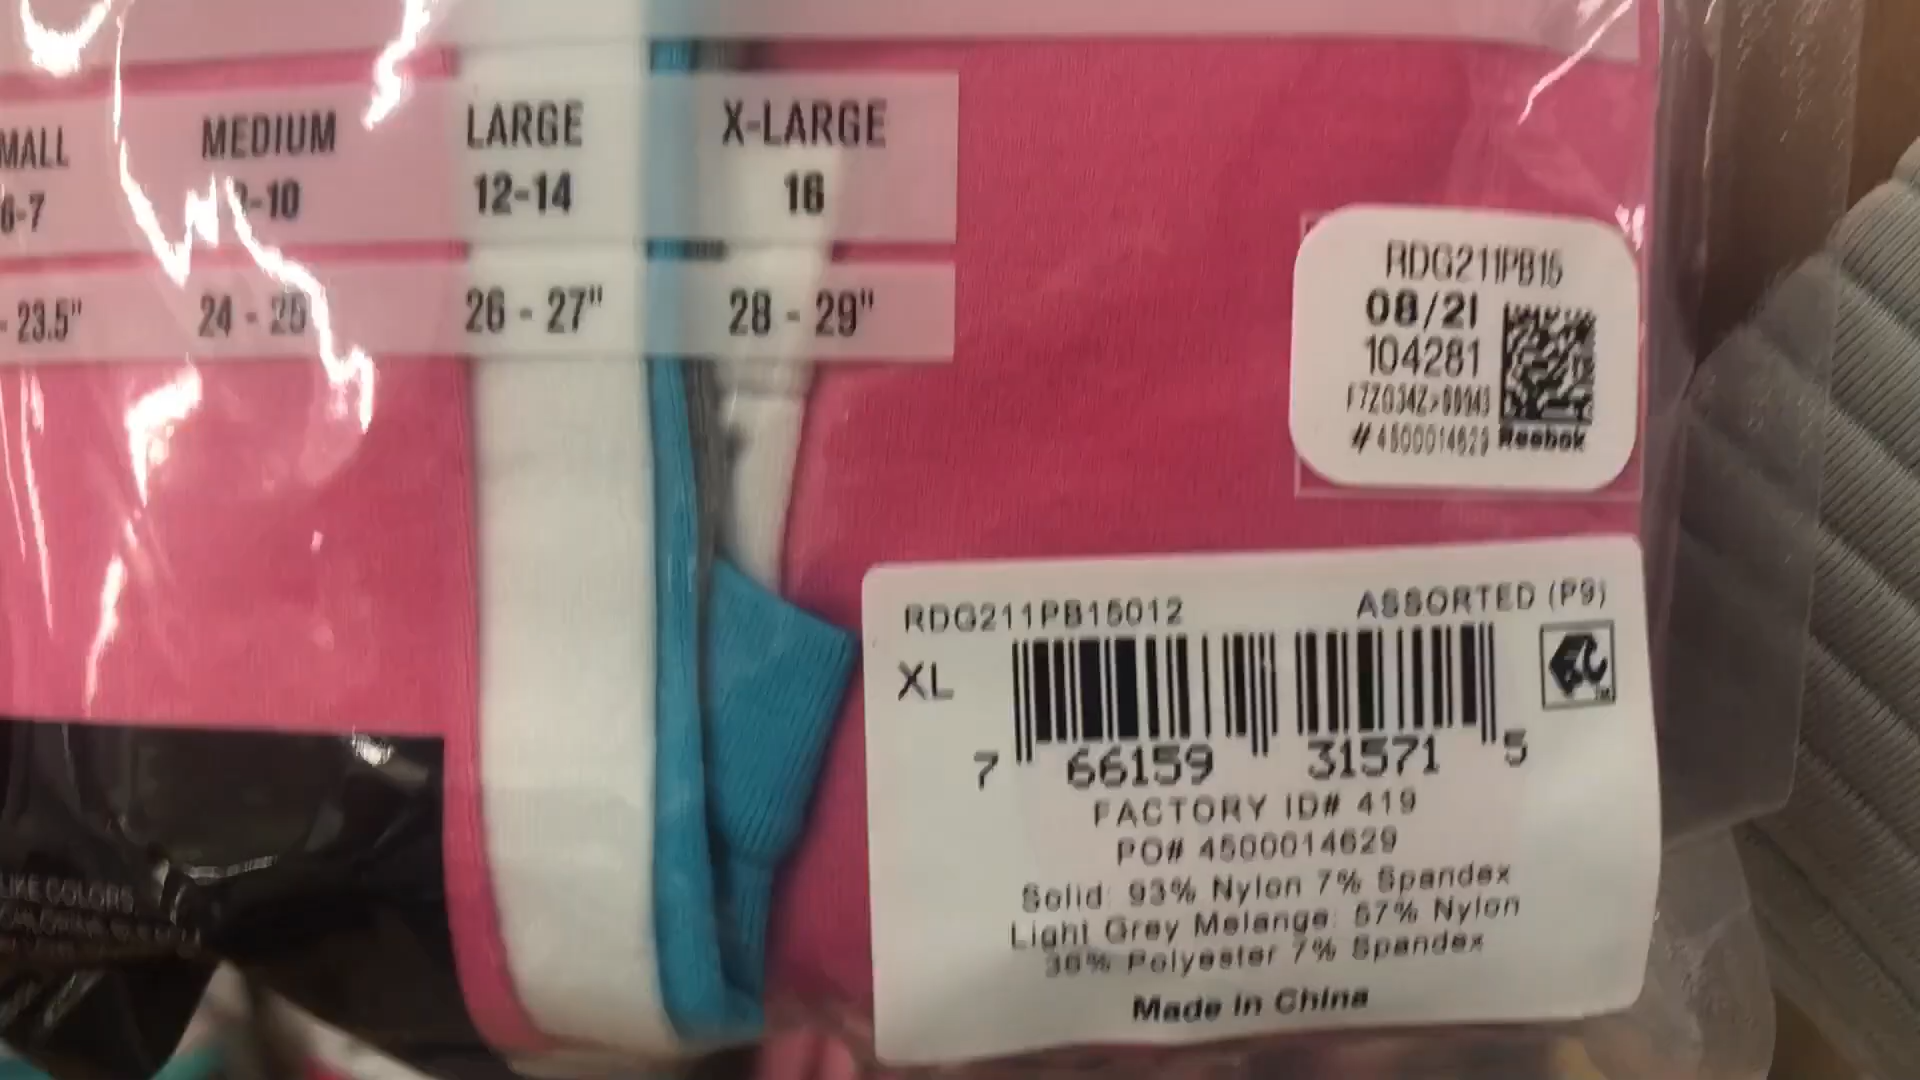 MALL MEDIUM LARGE X-LARGE
6-7 -10 12-14 16
- 23.5" 24 - 25 26 - 27" 28 - 29"
RDG211PB15
08/21
104281
# 4500014629 Reebok
RDG211PB15012 ASSORTED (P9)
XL
7 66159 31571 5
FACTORY ID# 419
PO# 4500014629
Solid: 93% Nylon 7% Spandex
Light Grey Melange: 57% Nylon
36% Polyester 7% Spandex
Made in China
LIKE COLORS